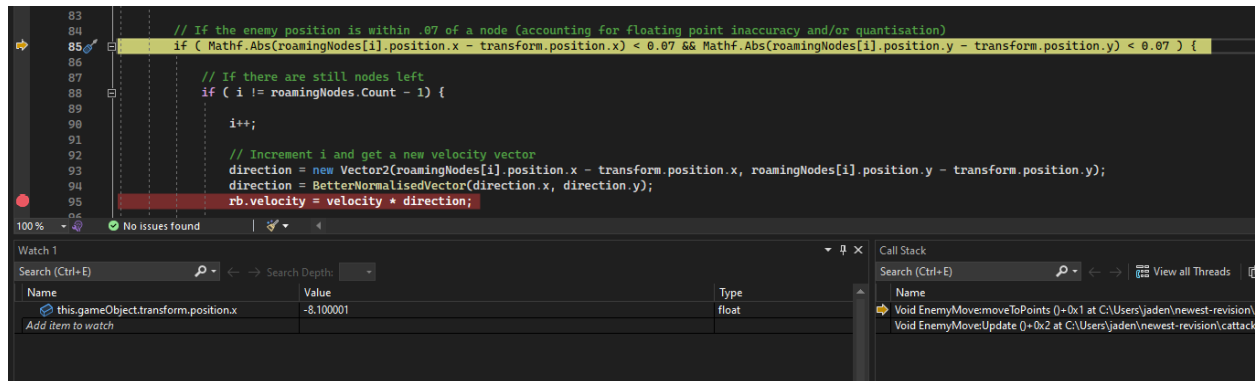 83
84 // If the enemy position is within .07 of a node (accounting for floating point inaccuracy and/or quantisation)
85 if ( Mathf.Abs(roamingNodes[i].position.x - transform.position.x) < 0.07 && Mathf.Abs(roamingNodes[i].position.y - transform.position.y) < 0.07 ) {
86
87 // If there are still nodes left
88 if ( i != roamingNodes.Count - 1) {
89
90 i++;
91
92 // Increment i and get a new velocity vector
93 direction = new Vector2(roamingNodes[i].position.x - transform.position.x, roamingNodes[i].position.y - transform.position.y);
94 direction = BetterNormalisedVector(direction.x, direction.y);
95 rb.velocity = velocity * direction;
96
100 % No issues found
Watch 1 Call Stack
Search (Ctrl+E) Search Depth: Search (Ctrl+E) View all Threads
Name Value Type Name
this.gameObject.transform.position.x -8.100001 float Void EnemyMove:moveToPoints ()+0x1 at C:\Users\jaden\newest-revision\
Add item to watch Void EnemyMove:Update ()+0x2 at C:\Users\jaden\newest-revision\cattack